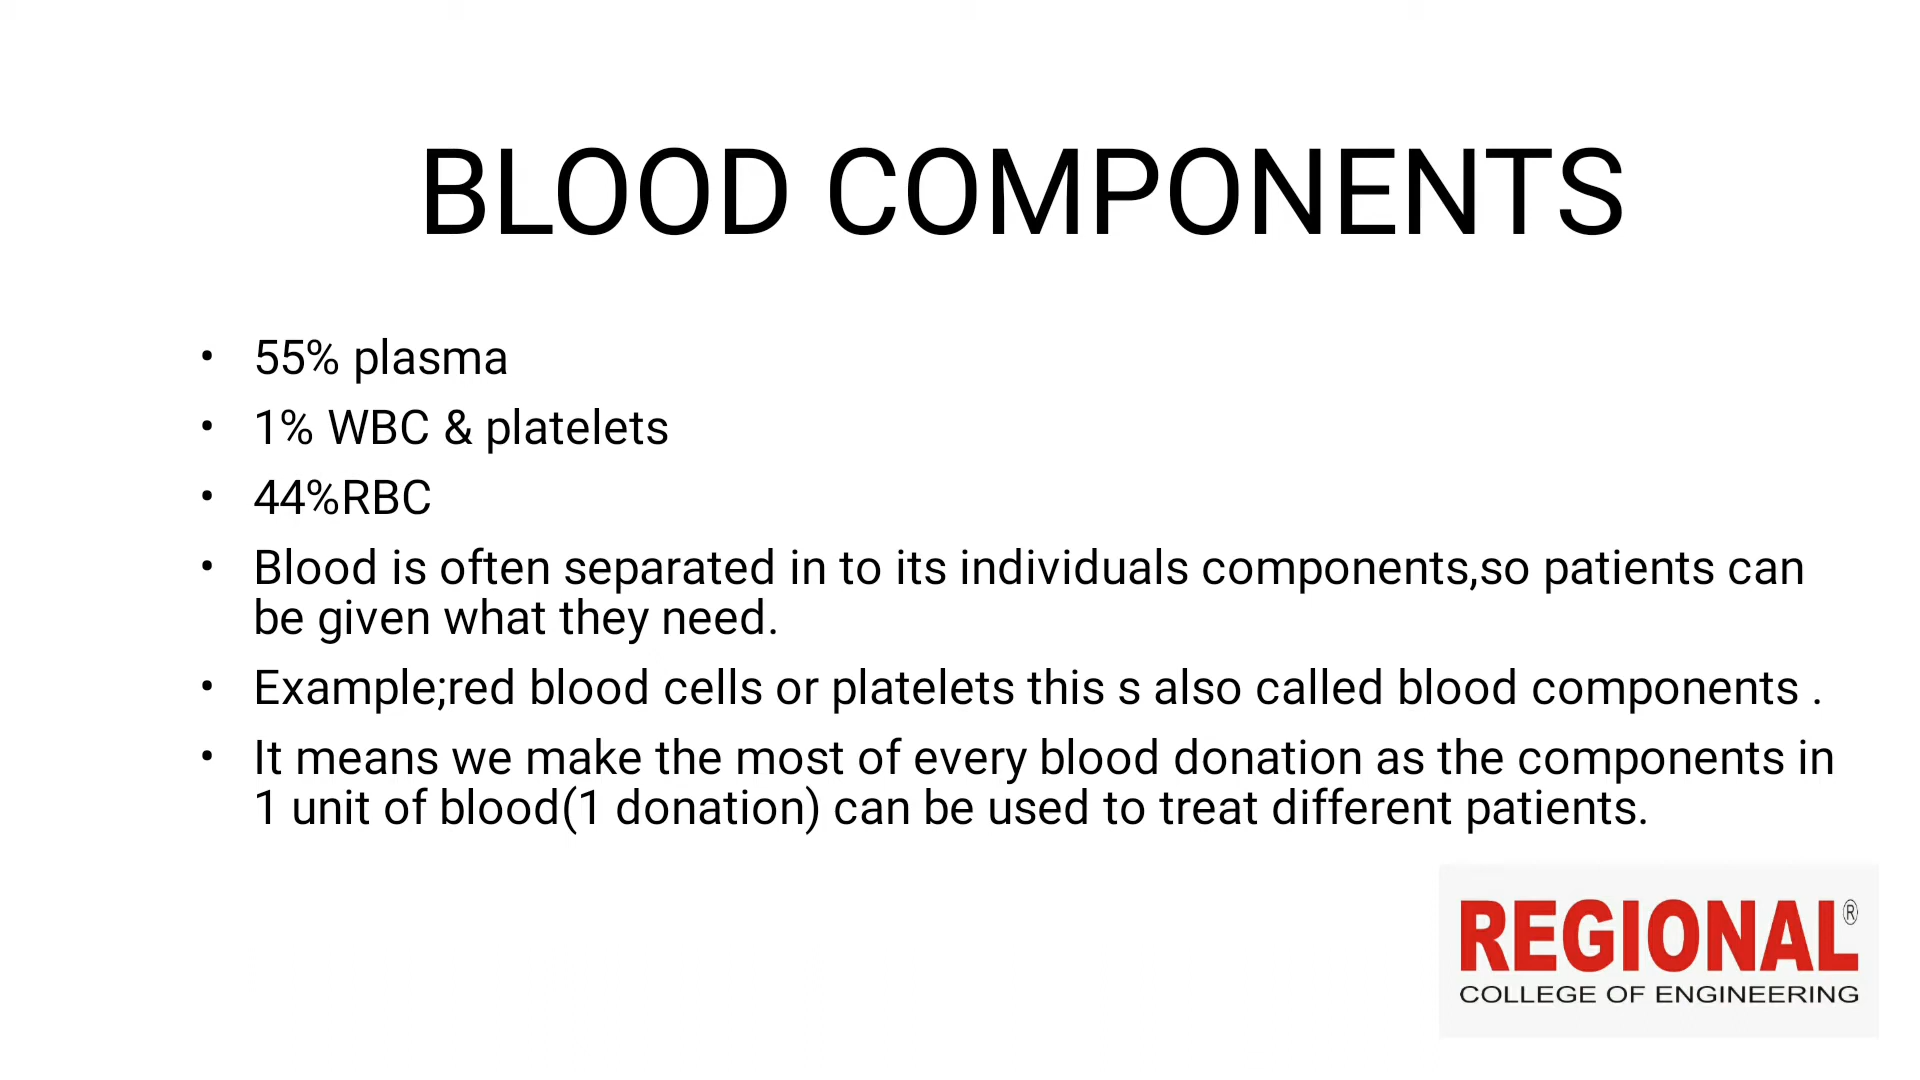 BLOOD COMPONENTS
• 55% plasma
• 1% WBC & platelets
• 44%RBC
• Blood is often separated in to its individuals components,so patients can
be given what they need.
• Example;red blood cells or platelets this s also called blood components .
• It means we make the most of every blood donation as the components in
1 unit of blood(1 donation) can be used to treat different patients.
REGIONAL®
COLLEGE OF ENGINEERING